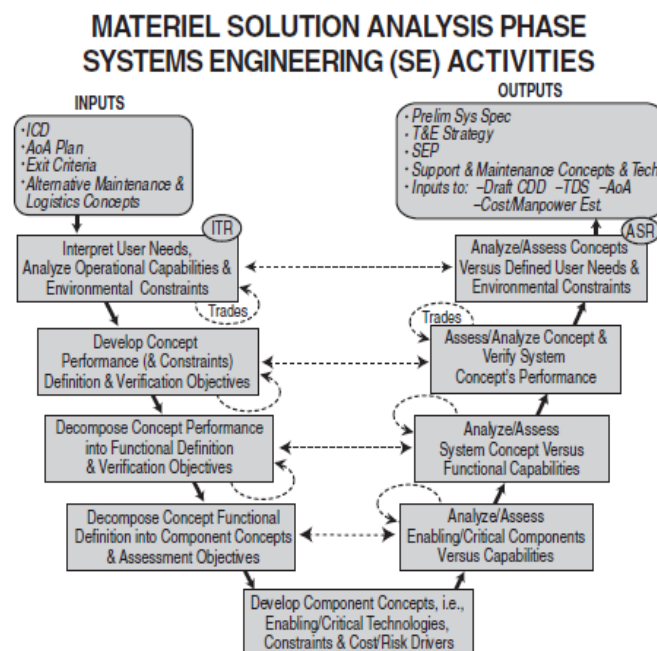 MATERIEL SOLUTION ANALYSIS PHASE
SYSTEMS ENGINEERING (SE) ACTIVITIES
INPUTS
•ICD
•AoA Plan
•Exit Criteria
•Alternative Maintenance &
Logistics Concepts
OUTPUTS
•Prelim Sys Spec
•T&E Strategy
•SEP
•Support & Maintenance Concepts & Tech
•Inputs to: –Draft CDD –TDS –AoA
–Cost/Manpower Est.
ITR
Interpret User Needs,
Analyze Operational Capabilities &
Environmental Constraints
Trades
Develop Concept
Performance (& Constraints)
Definition & Verification Objectives
Decompose Concept Performance
into Functional Definition
& Verification Objectives
Decompose Concept Functional
Definition into Component Concepts
& Assessment Objectives
Develop Component Concepts, i.e.,
Enabling/Critical Technologies,
Constraints & Cost/Risk Drivers
ASR
Analyze/Assess Concepts
Versus Defined User Needs &
Environmental Constraints
Trades
Assess/Analyze Concept &
Verify System
Concept's Performance
Analyze/Assess
System Concept Versus
Functional Capabilities
Analyze/Assess
Enabling/Critical Components
Versus Capabilities